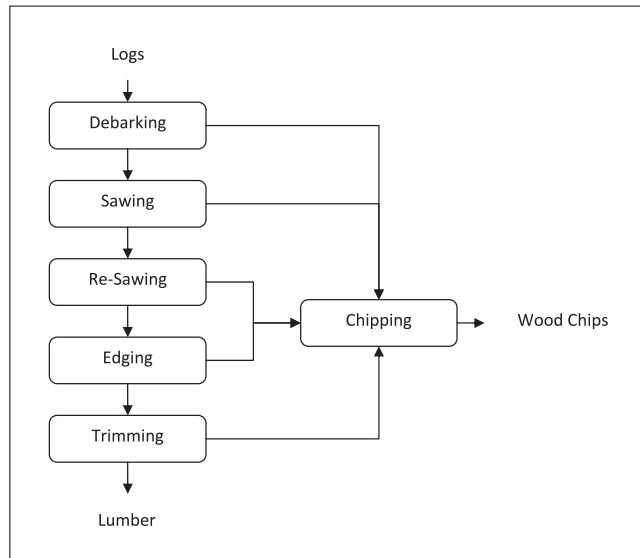 Logs
Debarking
Sawing
Re-Sawing
Edging
Trimming
Lumber
Chipping
Wood Chips